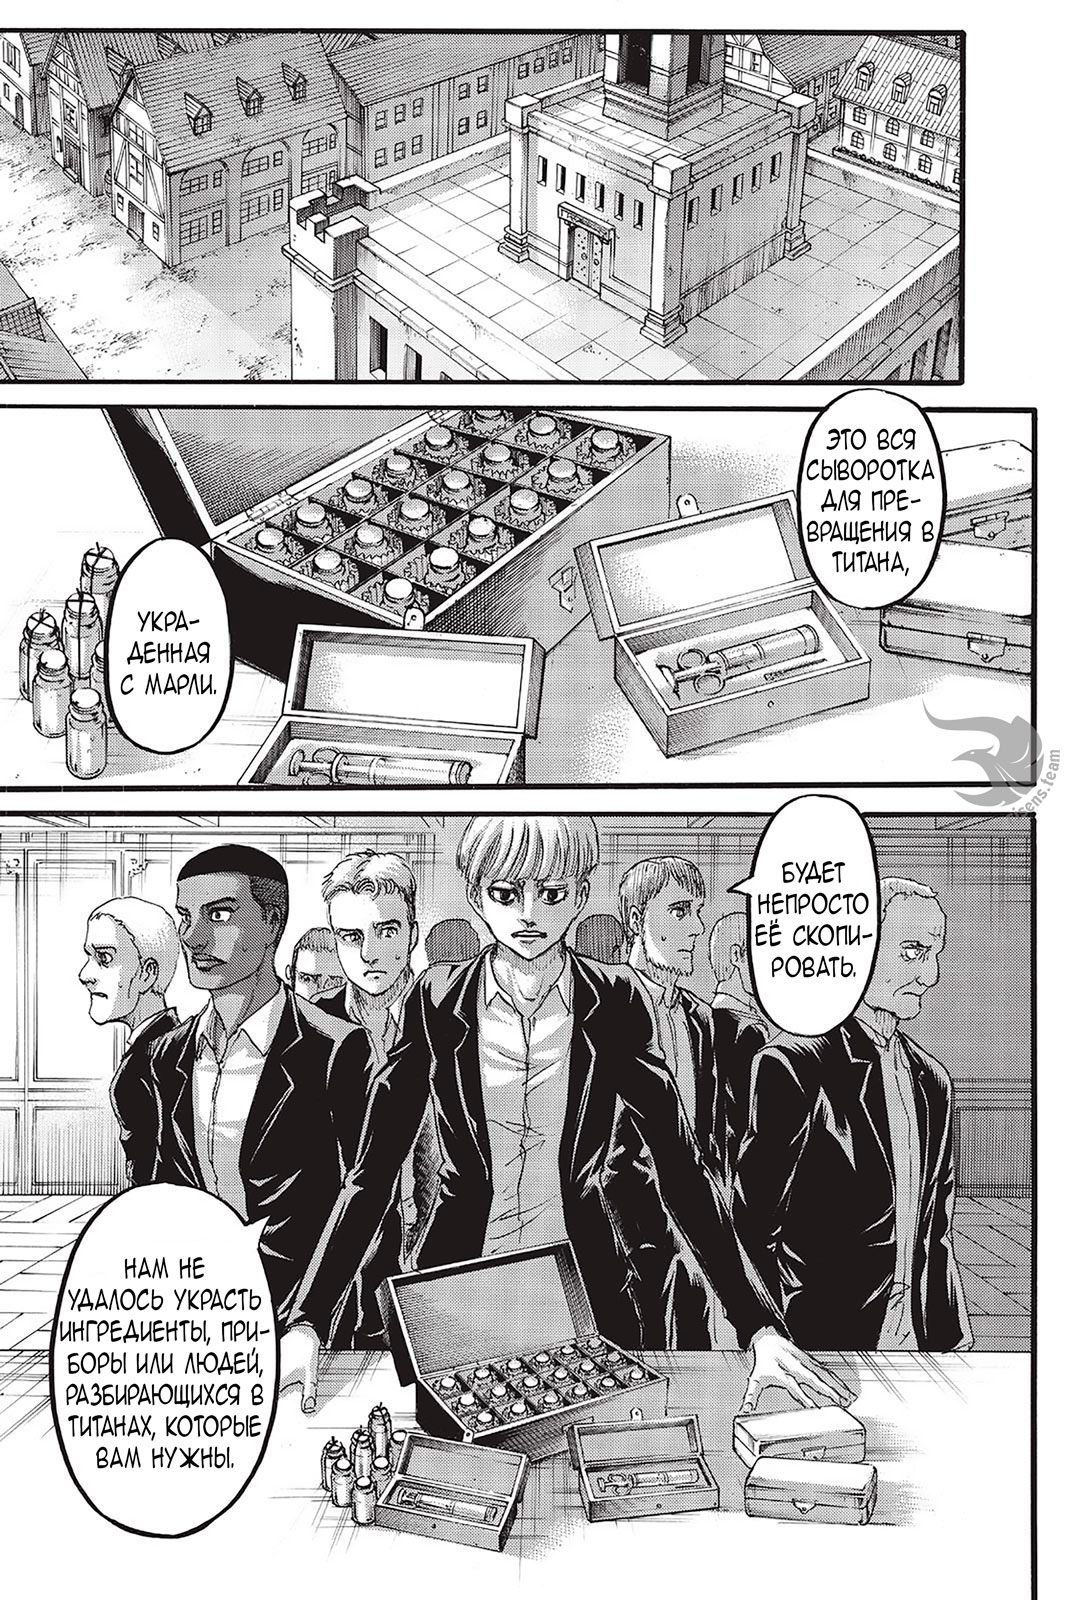 ЭТО ВСЯ
СЫВОРОТКА
ДЛЯ ПРЕ-
ВРАЩЕНИЯ В
ТИТАНА,
УКРА-
ДЕННАЯ
С МАРЛИ.
БУДЕТ
НЕПРОСТО
ЕЁ СКОПИ-
РОВАТЬ.
НАМ НЕ
УДАЛОСЬ УКРАСТЬ
ИНГРЕДИЕНТЫ, ПРИ-
БОРЫ ИЛИ ЛЮДЕЙ,
РАЗБИРАЮЩИХСЯ В
ТИТАНАХ, КОТОРЫЕ
ВАМ НУЖНЫ.